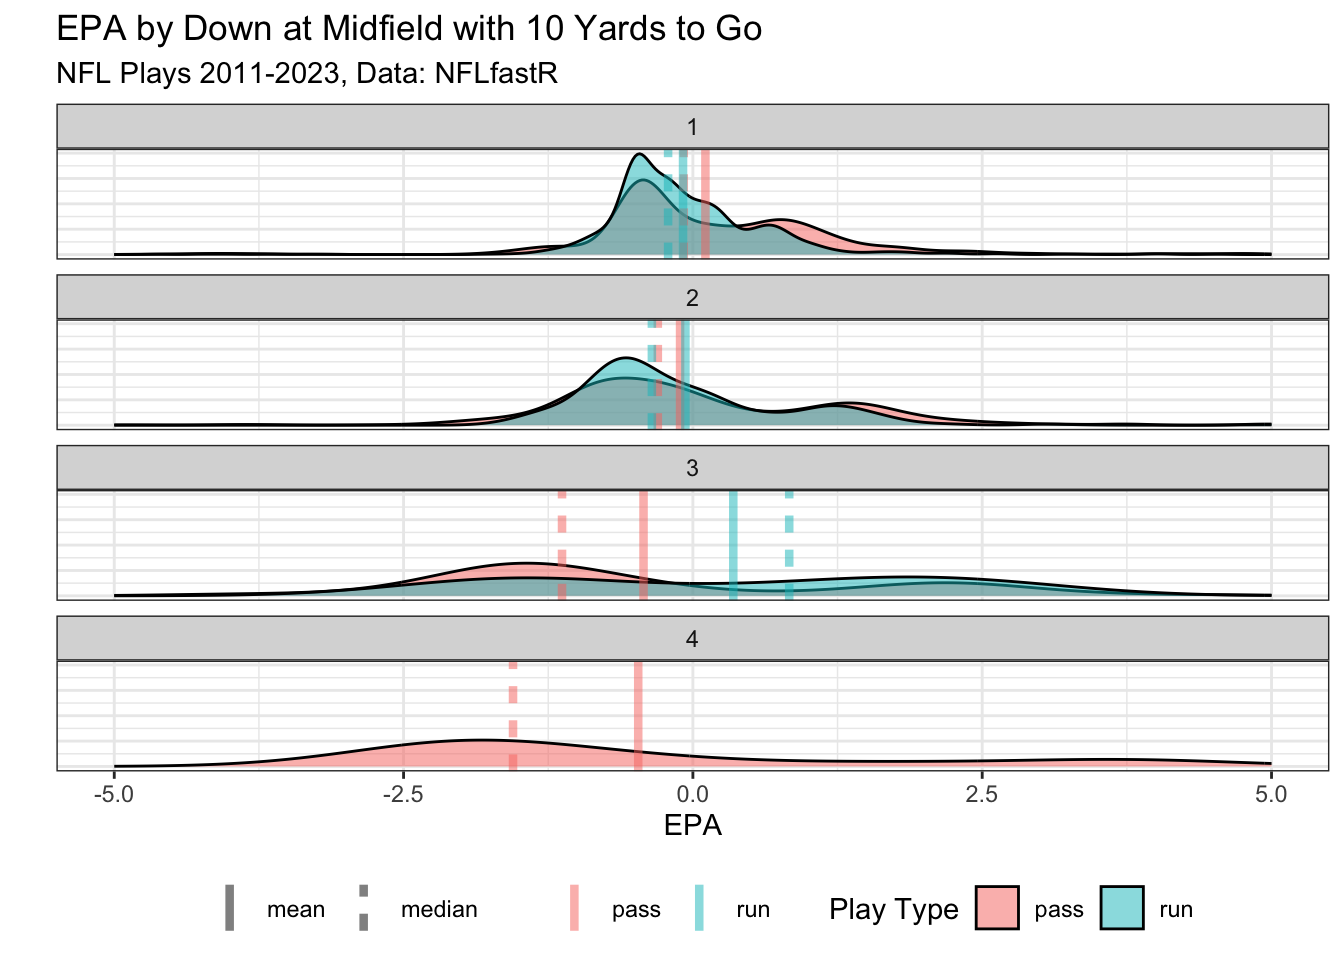 EPA by Down at Midfield with 10 Yards to Go
NFL Plays 2011-2023, Data: NFLfastR
1
2
3
4
-5.0 -2.5 0.0 2.5 5.0
EPA
mean median pass run Play Type pass run